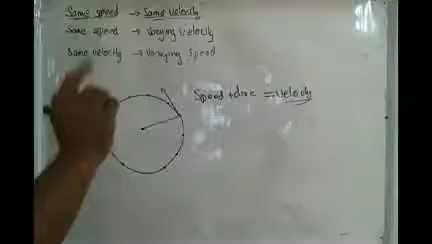 Same speed → Same velocity
Same speed → Varying velocity
Same velocity → Varying speed
Speed + direc = velocity